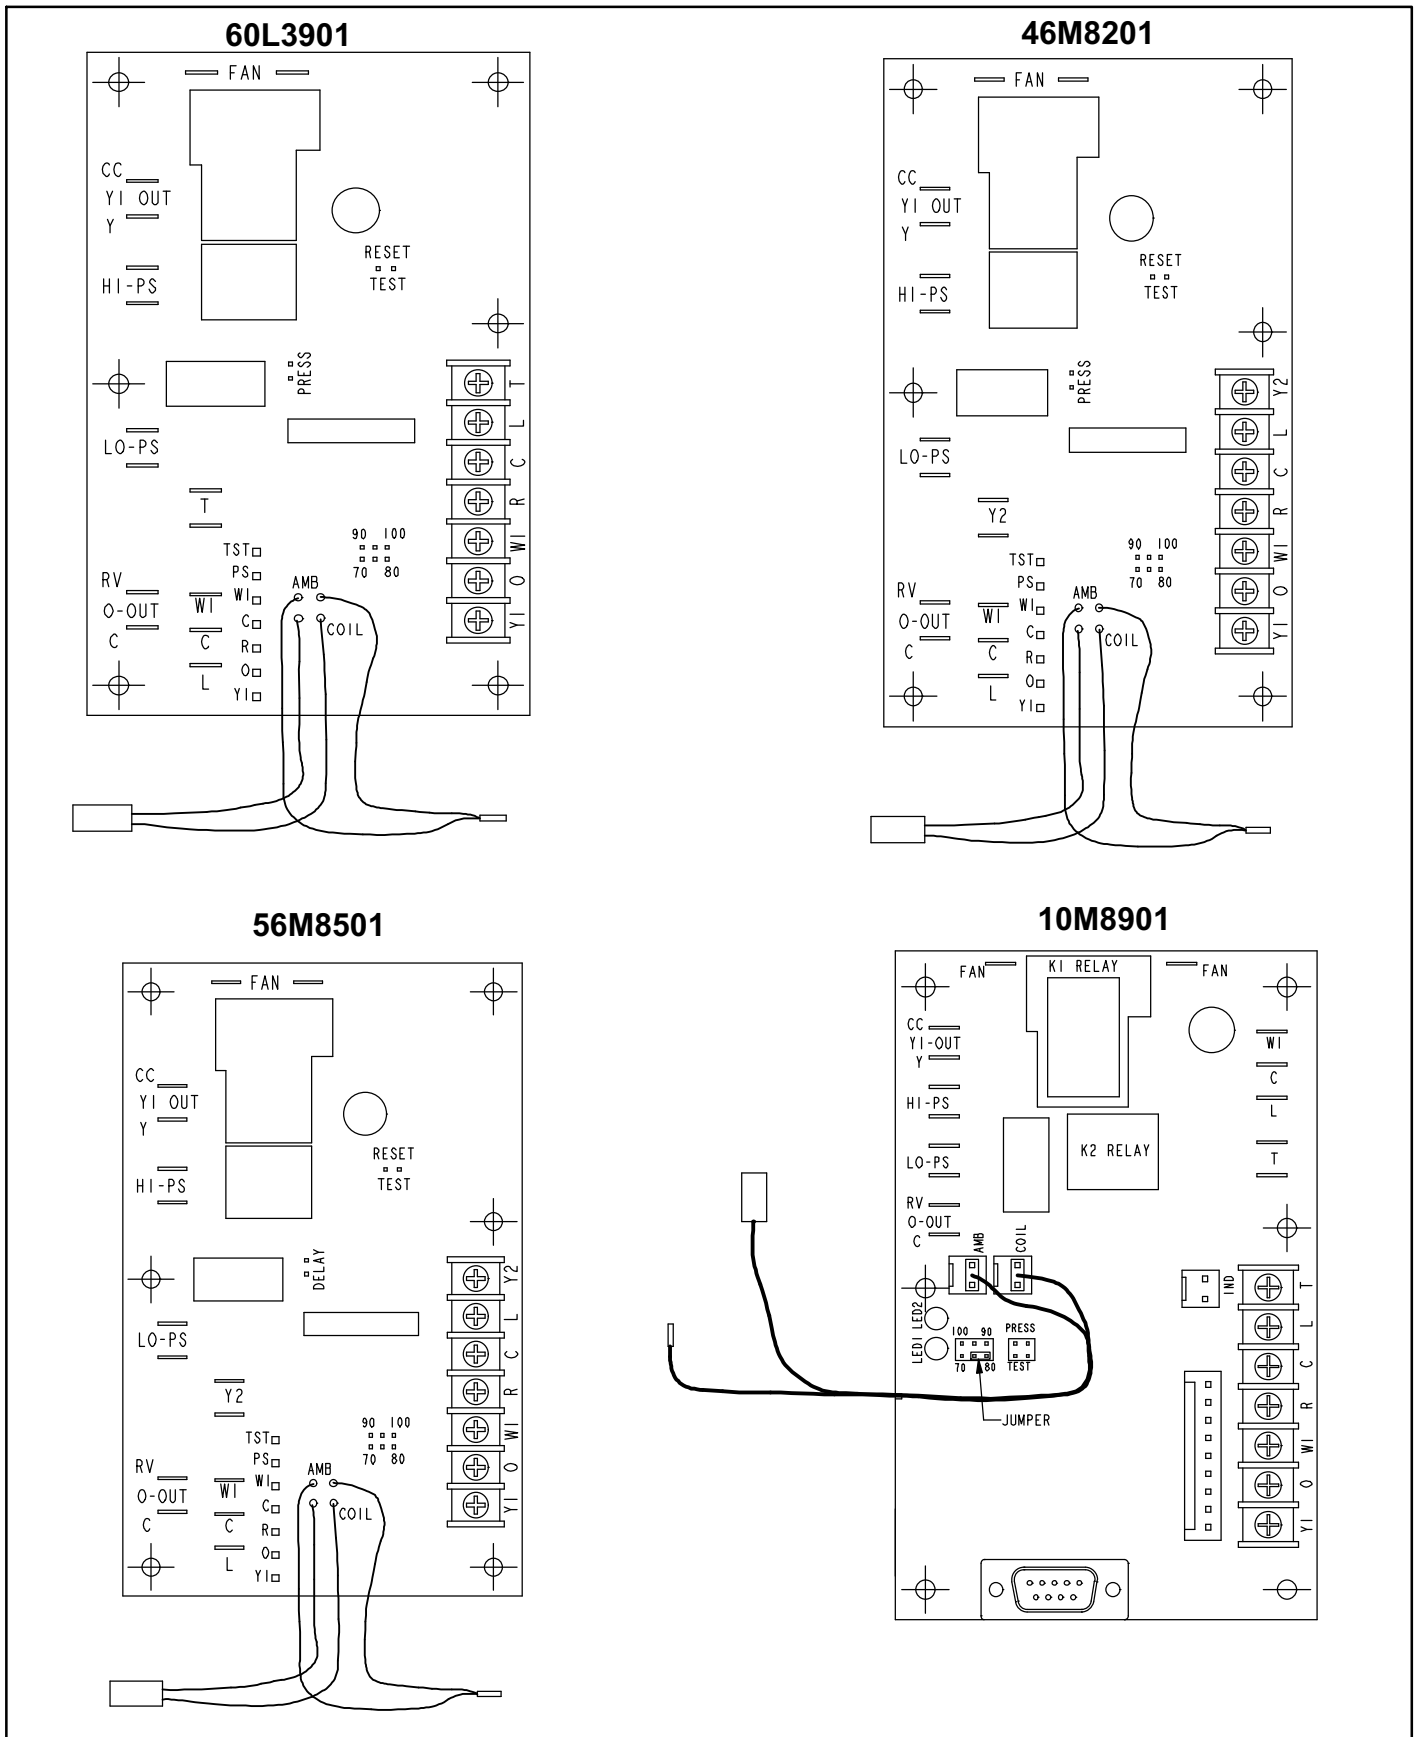 60L3901
FAN
CC
Y1 OUT
Y
RESET
TEST
HI-PS
PRESS
T
L
C
R
W1
O
Y1
LO-PS
T
90 100
70 80
TST
PS
W1
C
R
O
Y1
AMB
COIL
RV
O-OUT
C
W1
C
L
46M8201
FAN
CC
Y1 OUT
Y
RESET
TEST
HI-PS
PRESS
Y2
L
C
R
W1
O
Y1
LO-PS
Y2
90 100
70 80
TST
PS
W1
C
R
O
Y1
AMB
COIL
RV
O-OUT
C
W1
C
L
56M8501
FAN
CC
Y1 OUT
Y
RESET
TEST
HI-PS
DELAY
Y2
L
C
R
W1
O
Y1
LO-PS
Y2
90 100
70 80
TST
PS
W1
C
R
O
Y1
AMB
COIL
RV
O-OUT
C
W1
C
L
10M8901
FAN
K1 RELAY
FAN
CC
Y1-OUT
Y
HI-PS
LO-PS
RV
O-OUT
C
W1
C
L
T
K2 RELAY
AMB
COIL
IND
LED1 LED2
100 90
70 80
PRESS
TEST
JUMPER
T
L
C
R
W1
O
Y1